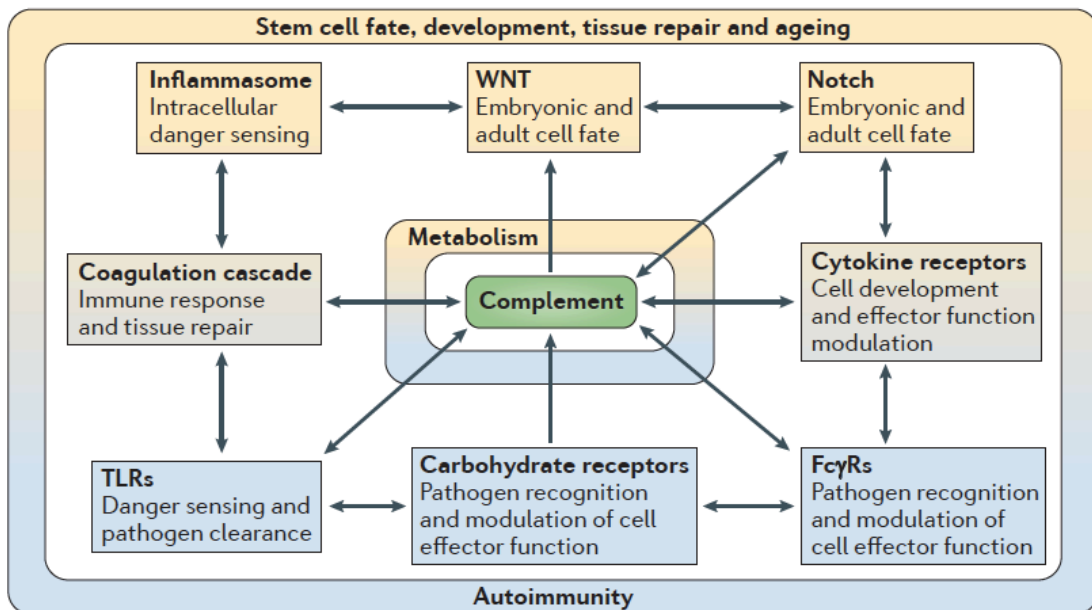 Stem cell fate, development, tissue repair and ageing
Inflammasome
Intracellular
danger sensing
WNT
Embryonic and
adult cell fate
Notch
Embryonic and
adult cell fate
Metabolism
Coagulation cascade
Immune response
and tissue repair
Complement
Cytokine receptors
Cell development
and effector function
modulation
TLRs
Danger sensing and
pathogen clearance
Carbohydrate receptors
Pathogen recognition
and modulation of cell
effector function
FcγRs
Pathogen recognition
and modulation of
cell effector function
Autoimmunity